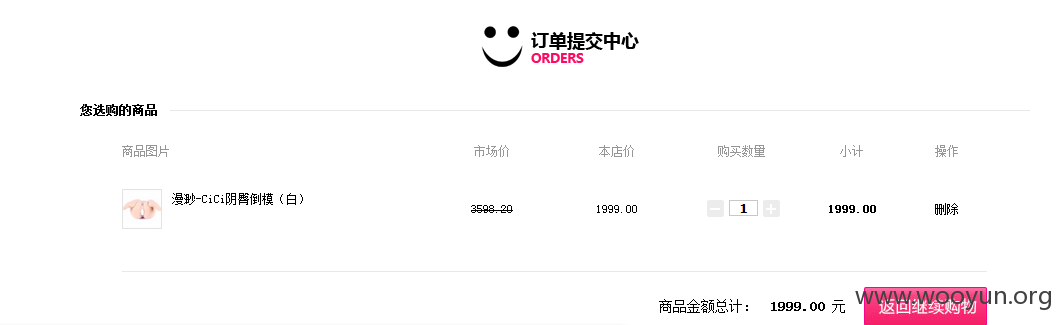 订单提交中心
ORDERS
您选购的商品
商品图片 市场价 本店价 购买数量 小计 操作
漫眇-CiCi阴臀倒模（白） 3598.20 1999.00 1 1999.00 删除
商品金额总计： 1999.00 元 返回继续购物
www.wooyun.org